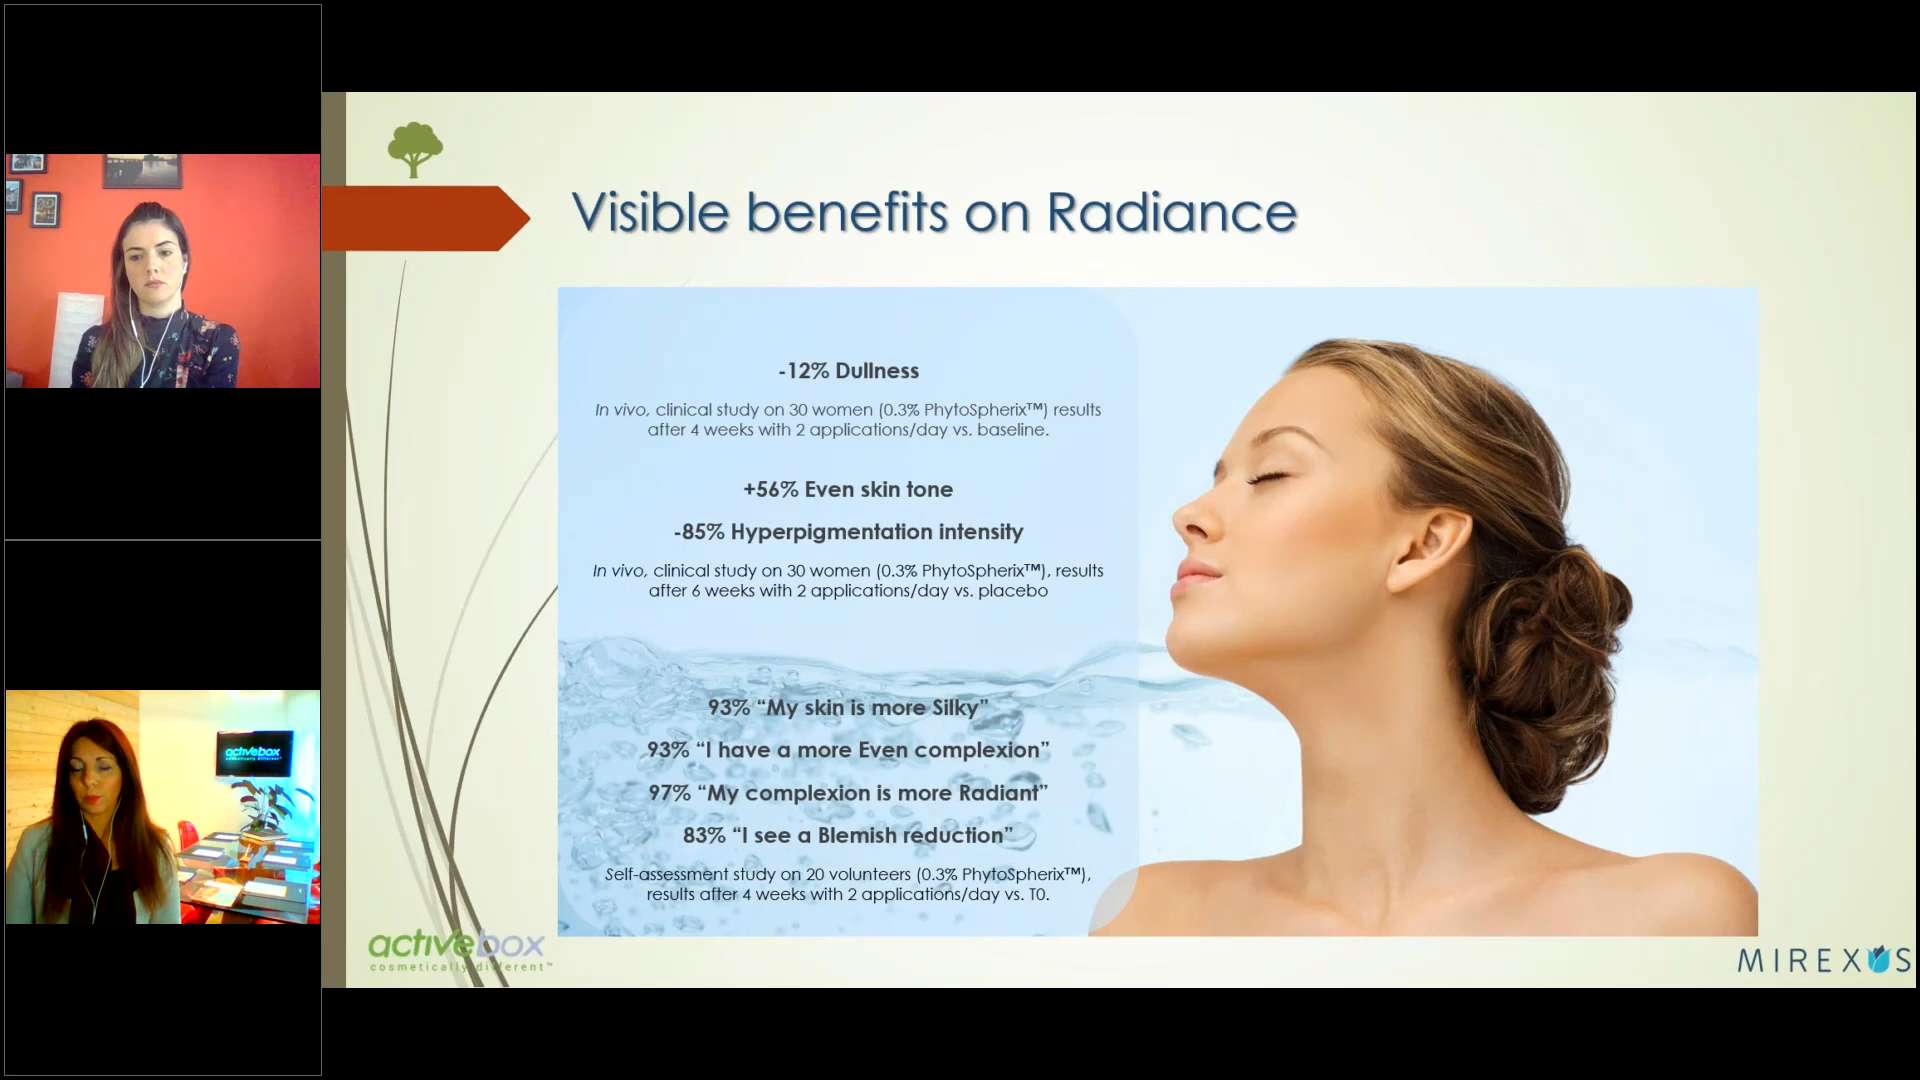 Visible benefits on Radiance
-12% Dullness
In vivo, clinical study on 30 women (0.3% PhytoSpherix™) results
after 4 weeks with 2 applications/day vs. baseline.
+56% Even skin tone
-85% Hyperpigmentation intensity
In vivo, clinical study on 30 women (0.3% PhytoSpherix™), results
after 6 weeks with 2 applications/day vs. placebo
93% “My skin is more Silky”
93% “I have a more Even complexion”
97% “My complexion is more Radiant”
83% “I see a Blemish reduction”
Self-assessment study on 20 volunteers (0.3% PhytoSpherix™),
results after 4 weeks with 2 applications/day vs. T0.
activebox
cosmetically different™
MIREXUS
activebox
cosmetically different™